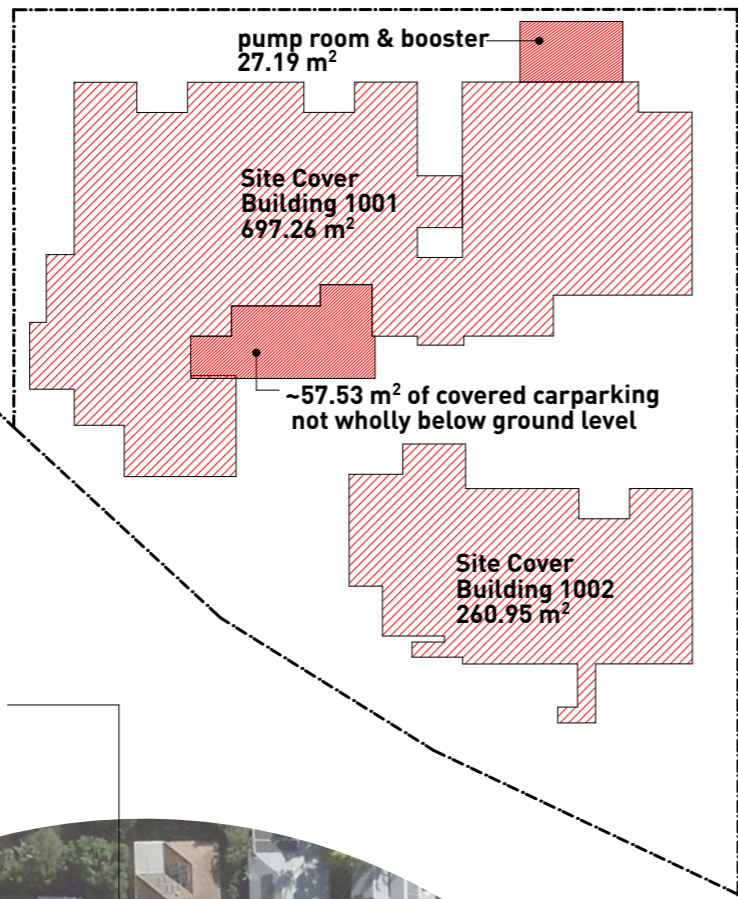 pump room & booster
27.19 m²
Site Cover
Building 1001
697.26 m²
~57.53 m² of covered carparking
not wholly below ground level
Site Cover
Building 1002
260.95 m²